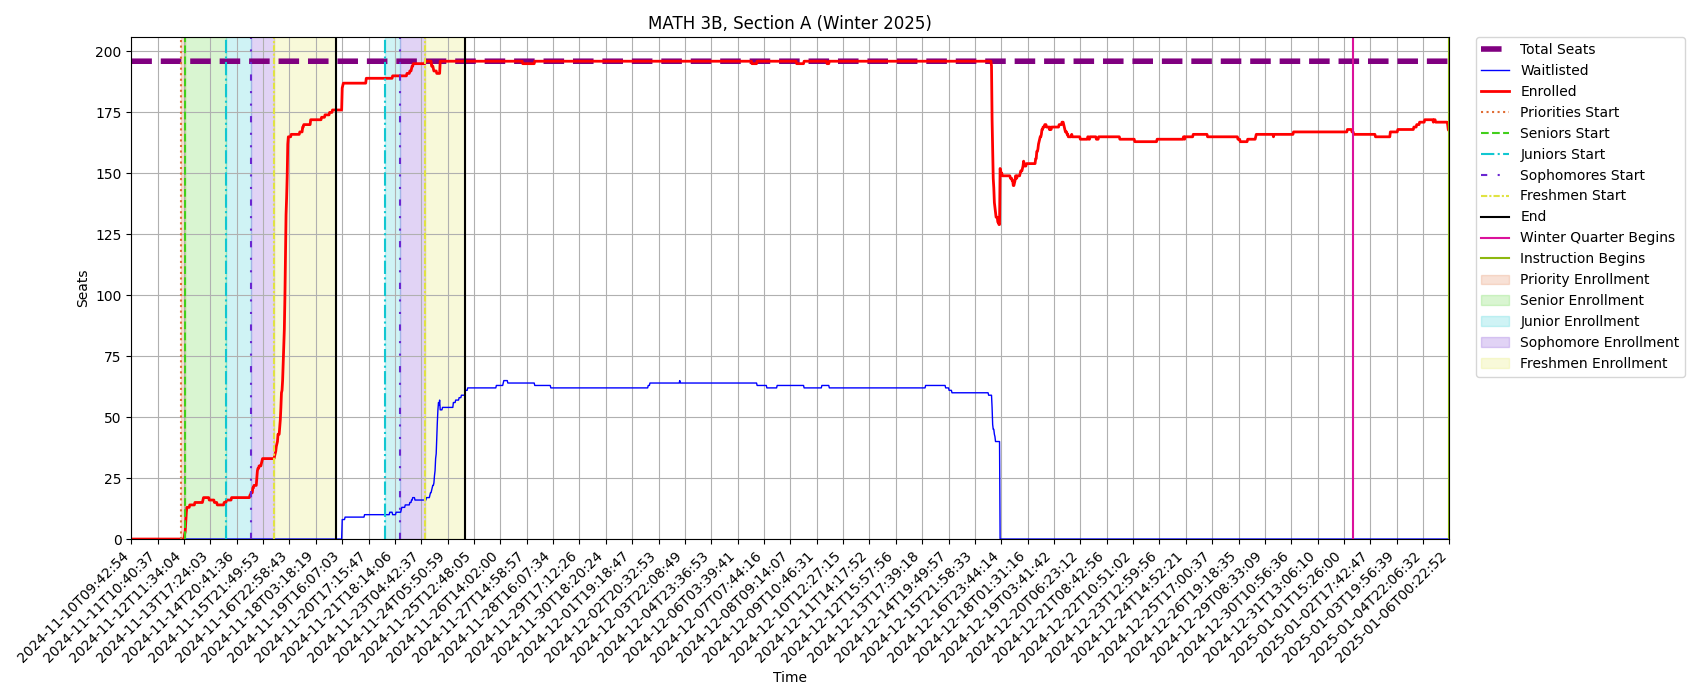 MATH 3B, Section A (Winter 2025)
Seats
200
175
150
125
100
75
50
25
0
2024-11-10T09:42:54
2024-11-11T10:40:37
2024-11-12T11:34:04
2024-11-13T17:24:03
2024-11-14T20:41:36
2024-11-15T21:49:53
2024-11-16T22:58:43
2024-11-18T03:18:19
2024-11-19T16:07:03
2024-11-20T17:15:47
2024-11-21T18:14:06
2024-11-23T04:42:37
2024-11-24T05:50:59
2024-11-25T12:48:05
2024-11-26T14:02:00
2024-11-27T14:58:57
2024-11-28T16:07:34
2024-11-29T17:12:26
2024-11-30T18:20:24
2024-12-01T19:18:47
2024-12-02T20:32:53
2024-12-03T22:08:49
2024-12-04T23:36:53
2024-12-06T03:39:41
2024-12-07T07:44:16
2024-12-08T09:14:07
2024-12-09T10:46:31
2024-12-10T12:27:15
2024-12-11T14:17:52
2024-12-12T15:57:56
2024-12-13T17:39:18
2024-12-14T19:49:57
2024-12-15T21:58:33
2024-12-16T23:44:14
2024-12-18T01:31:16
2024-12-19T03:41:42
2024-12-20T06:23:12
2024-12-21T08:42:56
2024-12-22T10:51:02
2024-12-23T12:59:56
2024-12-24T14:52:21
2024-12-25T17:00:37
2024-12-26T19:18:35
2024-12-29T08:33:09
2024-12-30T10:56:36
2024-12-31T13:06:10
2025-01-01T15:26:00
2025-01-02T17:42:47
2025-01-03T19:56:39
2025-01-04T22:06:32
2025-01-06T00:22:52
Time
Total Seats
Waitlisted
Enrolled
Priorities Start
Seniors Start
Juniors Start
Sophomores Start
Freshmen Start
End
Winter Quarter Begins
Instruction Begins
Priority Enrollment
Senior Enrollment
Junior Enrollment
Sophomore Enrollment
Freshmen Enrollment